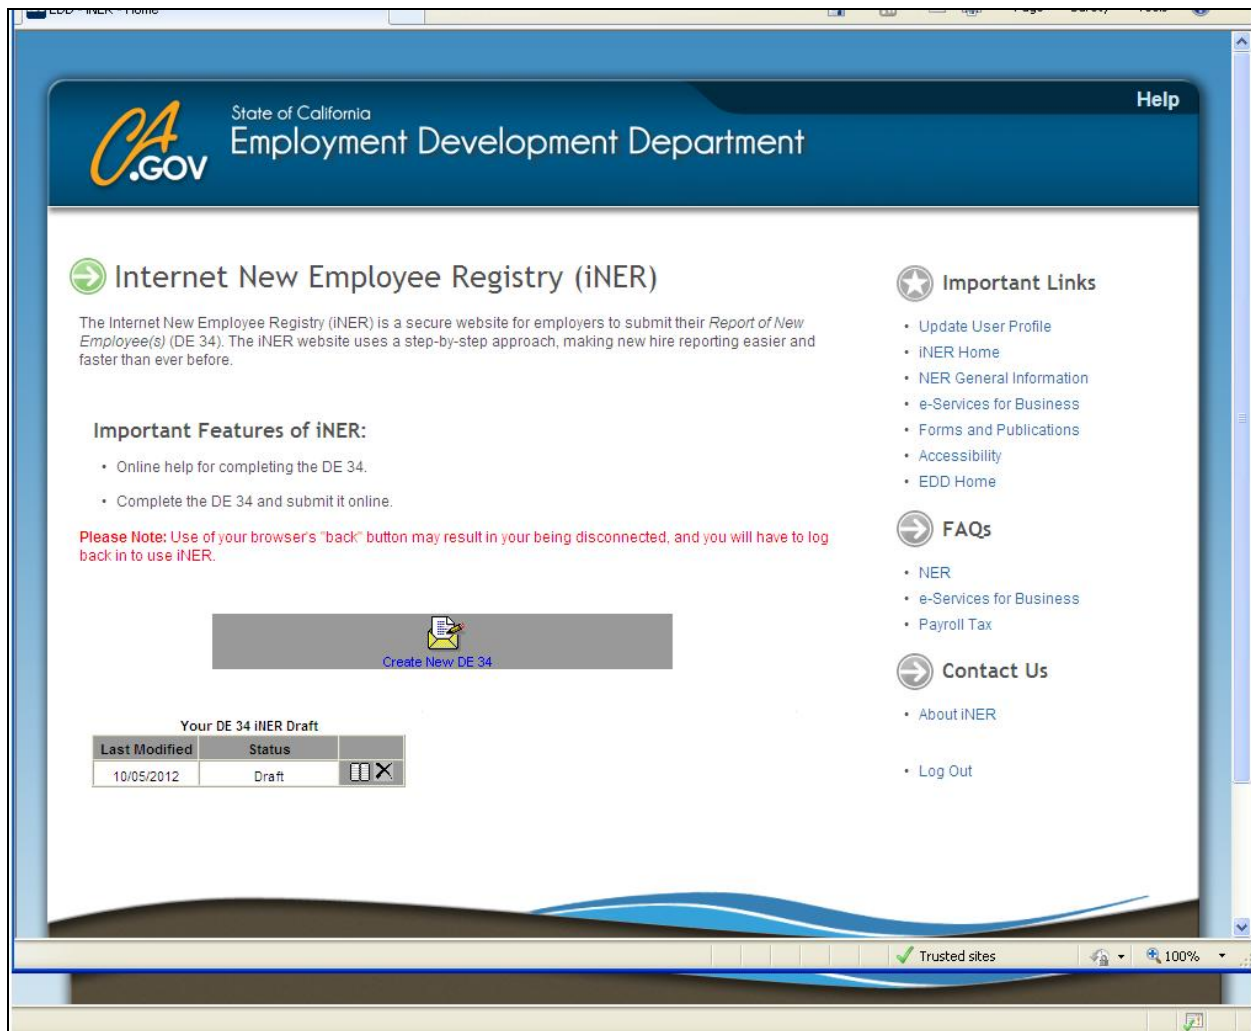 EDD - iNER - Home
Help
CA
.GOV
State of California
Employment Development Department
Internet New Employee Registry (iNER)
The Internet New Employee Registry (iNER) is a secure website for employers to submit their Report of New
Employee(s) (DE 34). The iNER website uses a step-by-step approach, making new hire reporting easier and
faster than ever before.
Important Features of iNER:
• Online help for completing the DE 34.
• Complete the DE 34 and submit it online.
Please Note: Use of your browser's "back" button may result in your being disconnected, and you will have to log
back in to use iNER.
Create New DE 34
Your DE 34 iNER Draft
Last Modified Status
10/05/2012 Draft
Important Links
• Update User Profile
• iNER Home
• NER General Information
• e-Services for Business
• Forms and Publications
• Accessibility
• EDD Home
FAQs
• NER
• e-Services for Business
• Payroll Tax
Contact Us
• About iNER
• Log Out
Trusted sites
100%